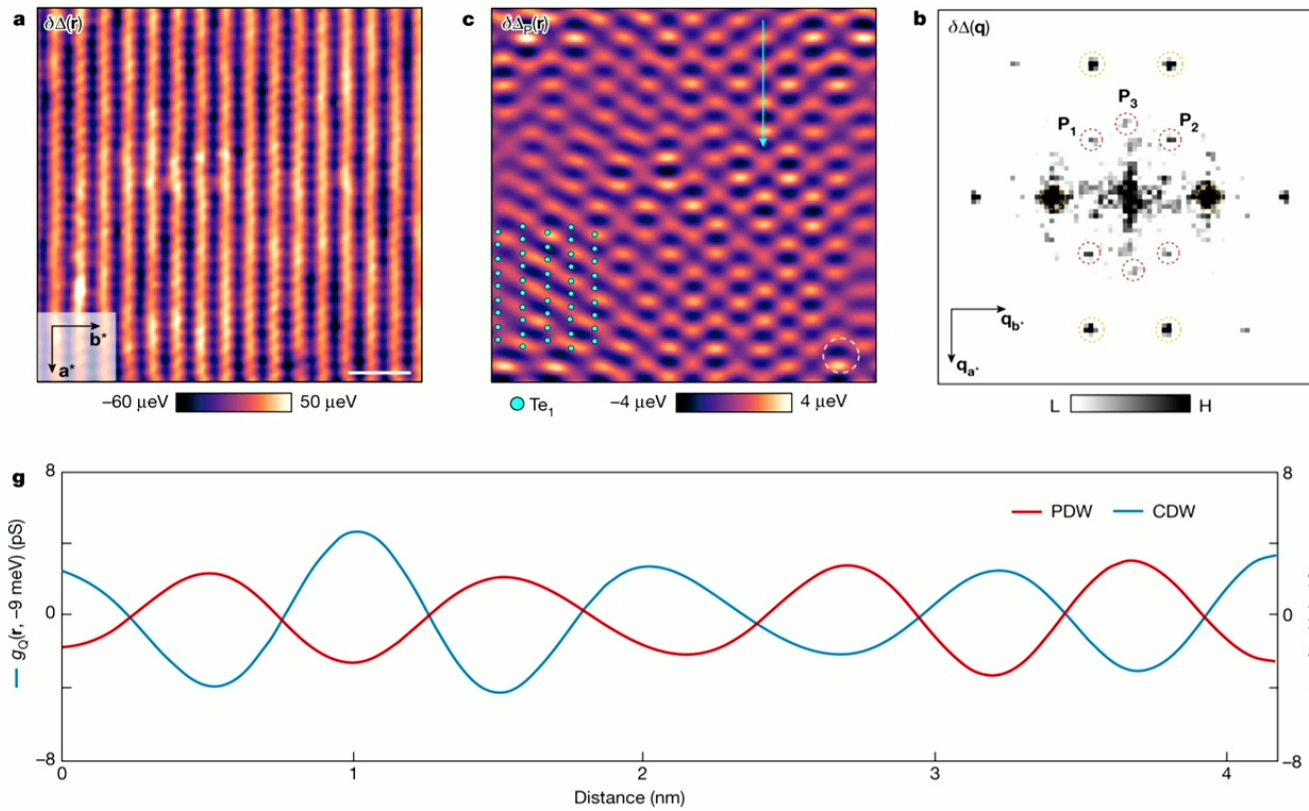 a
δΔ(r)
b*
a*
–60 μeV
50 μeV
c
δΔP(r)
Te1
–4 μeV
4 μeV
b
δΔ(q)
P3
P1
P2
qb*
qa*
L
H
g
8
0
–8
gQ(r, –9 meV) (pS)
PDW
CDW
8
0
–8
0
1
2
3
4
Distance (nm)